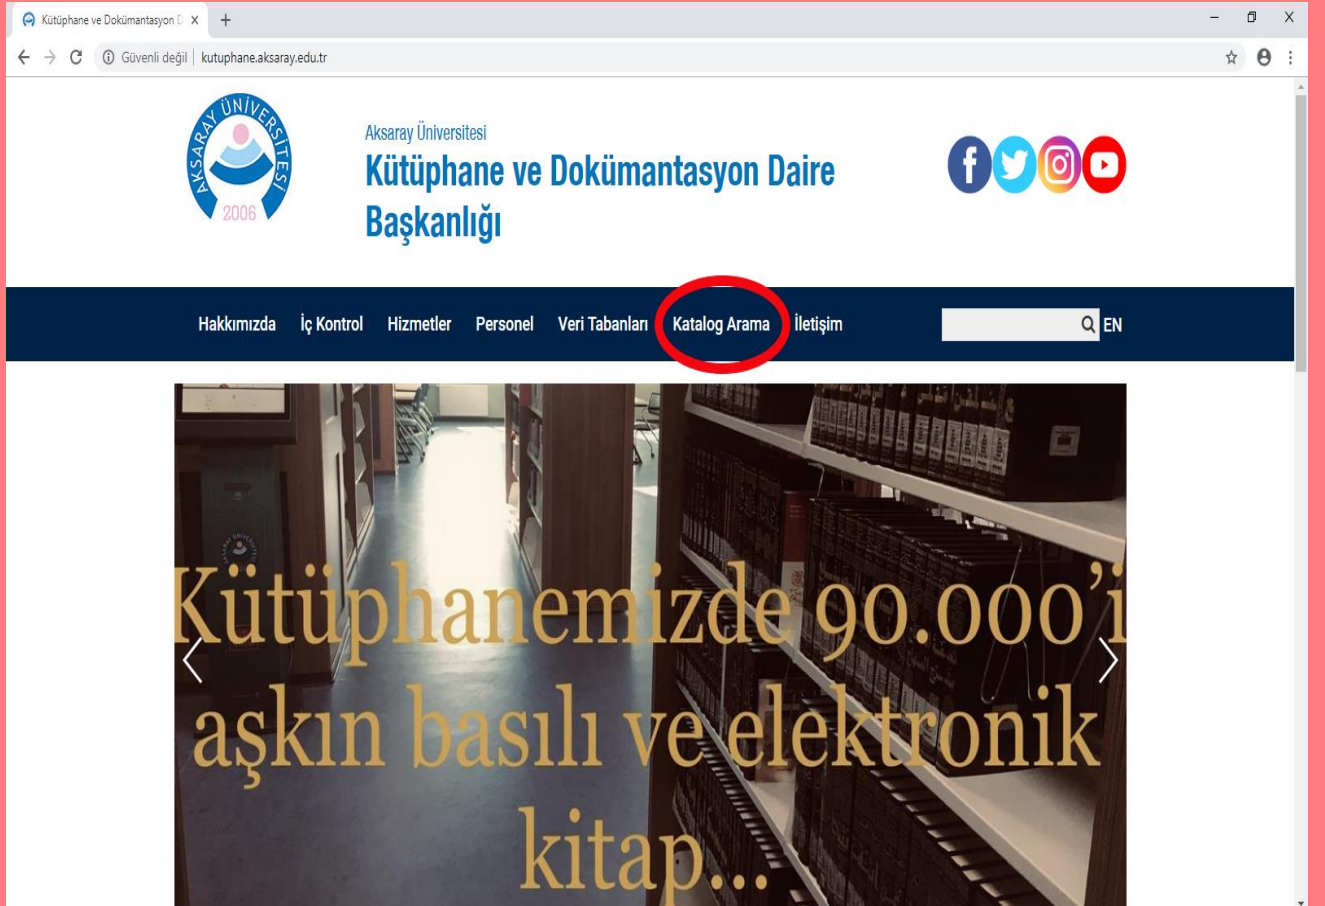 Kütüphane ve Dokümantasyon D
Güvenli değil | kutuphane.aksaray.edu.tr
AKSARAY ÜNİVERSİTESİ
2006
Aksaray Üniversitesi
Kütüphane ve Dokümantasyon Daire
Başkanlığı
Hakkımızda İç Kontrol Hizmetler Personel Veri Tabanları Katalog Arama İletişim EN
Kütüphanemizde 90.000’i
aşkın basılı ve elektronik
kitap...